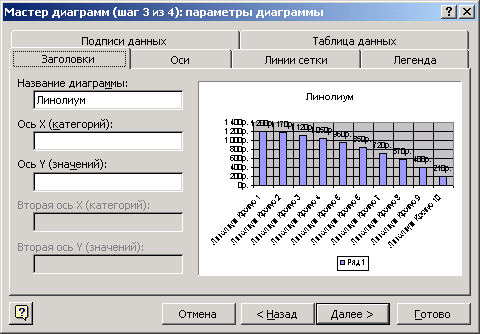 Мастер диаграмм (шаг 3 из 4): параметры диаграммы
Подписи данных
Таблица данных
Заголовки
Оси
Линии сетки
Легенда
Название диаграммы:
Линолиум
Ось X (категорий):
Ось Y (значений):
Вторая ось X (категорий):
Вторая ось Y (значений):
Линолиум
1 400р.
1 200р.
1 000р.
800р.
600р.
400р.
200р.
0р.
Ряд1
Отмена
< Назад
Далее >
Готово